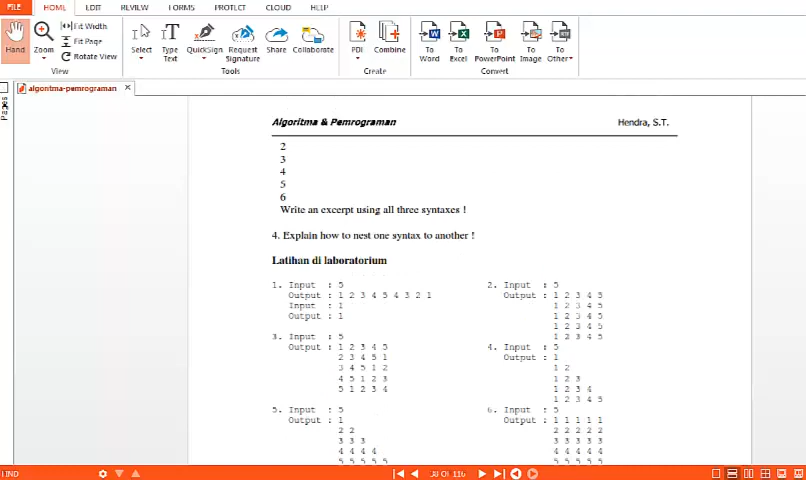 FILE HOME EDIT REVIEW FORMS PROTECT CLOUD HELP
Hand Zoom Fit Width Fit Page Rotate View
Select Type Text QuickSign Request Signature Share Collaborate
PDI Combine
To Word To Excel To PowerPoint To Image To Other
View Tools Create Convert
algoritma-pemrograman
Pages
Algoritma & Pemrograman Hendra, S.T.
2
3
4
5
6
Write an excerpt using all three syntaxes !
4. Explain how to nest one syntax to another !
Latihan di laboratorium
1. Input : 5
Output : 1 2 3 4 5 4 3 2 1
Input : 1
Output : 1
2. Input : 5
Output : 1 2 3 4 5
1 2 3 4 5
1 2 3 4 5
1 2 3 4 5
1 2 3 4 5
3. Input : 5
Output : 1 2 3 4 5
2 3 4 5 1
3 4 5 1 2
4 5 1 2 3
5 1 2 3 4
4. Input : 5
Output : 1
1 2
1 2 3
1 2 3 4
1 2 3 4 5
5. Input : 5
Output : 1
2 2
3 3 3
4 4 4 4
5 5 5 5 5
6. Input : 5
Output : 1 1 1 1 1
2 2 2 2 2
3 3 3 3 3
4 4 4 4 4
5 5 5 5 5
FIND
OF 116